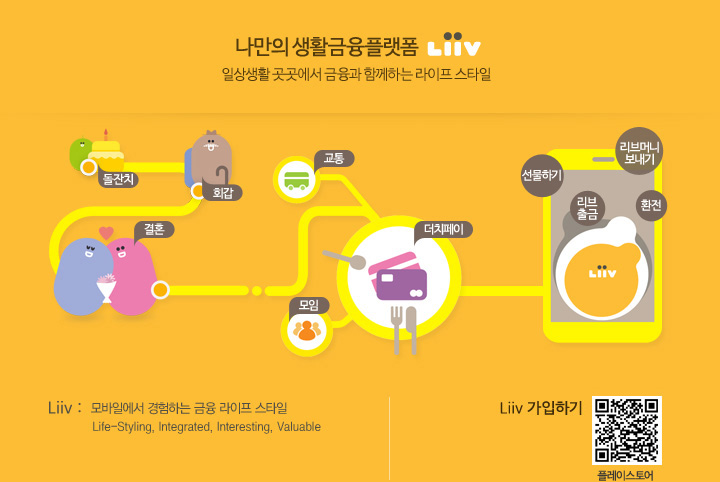 나만의 생활금융플랫폼 Liiv
일상생활 곳곳에서 금융과 함께하는 라이프 스타일
돌잔치
회갑
결혼
교통
더치페이
모임
선물하기
리브머니
보내기
리브
출금
환전
Liiv
Liiv : 모바일에서 경험하는 금융 라이프 스타일
Life-Styling, Integrated, Interesting, Valuable
Liiv 가입하기
플레이스토어